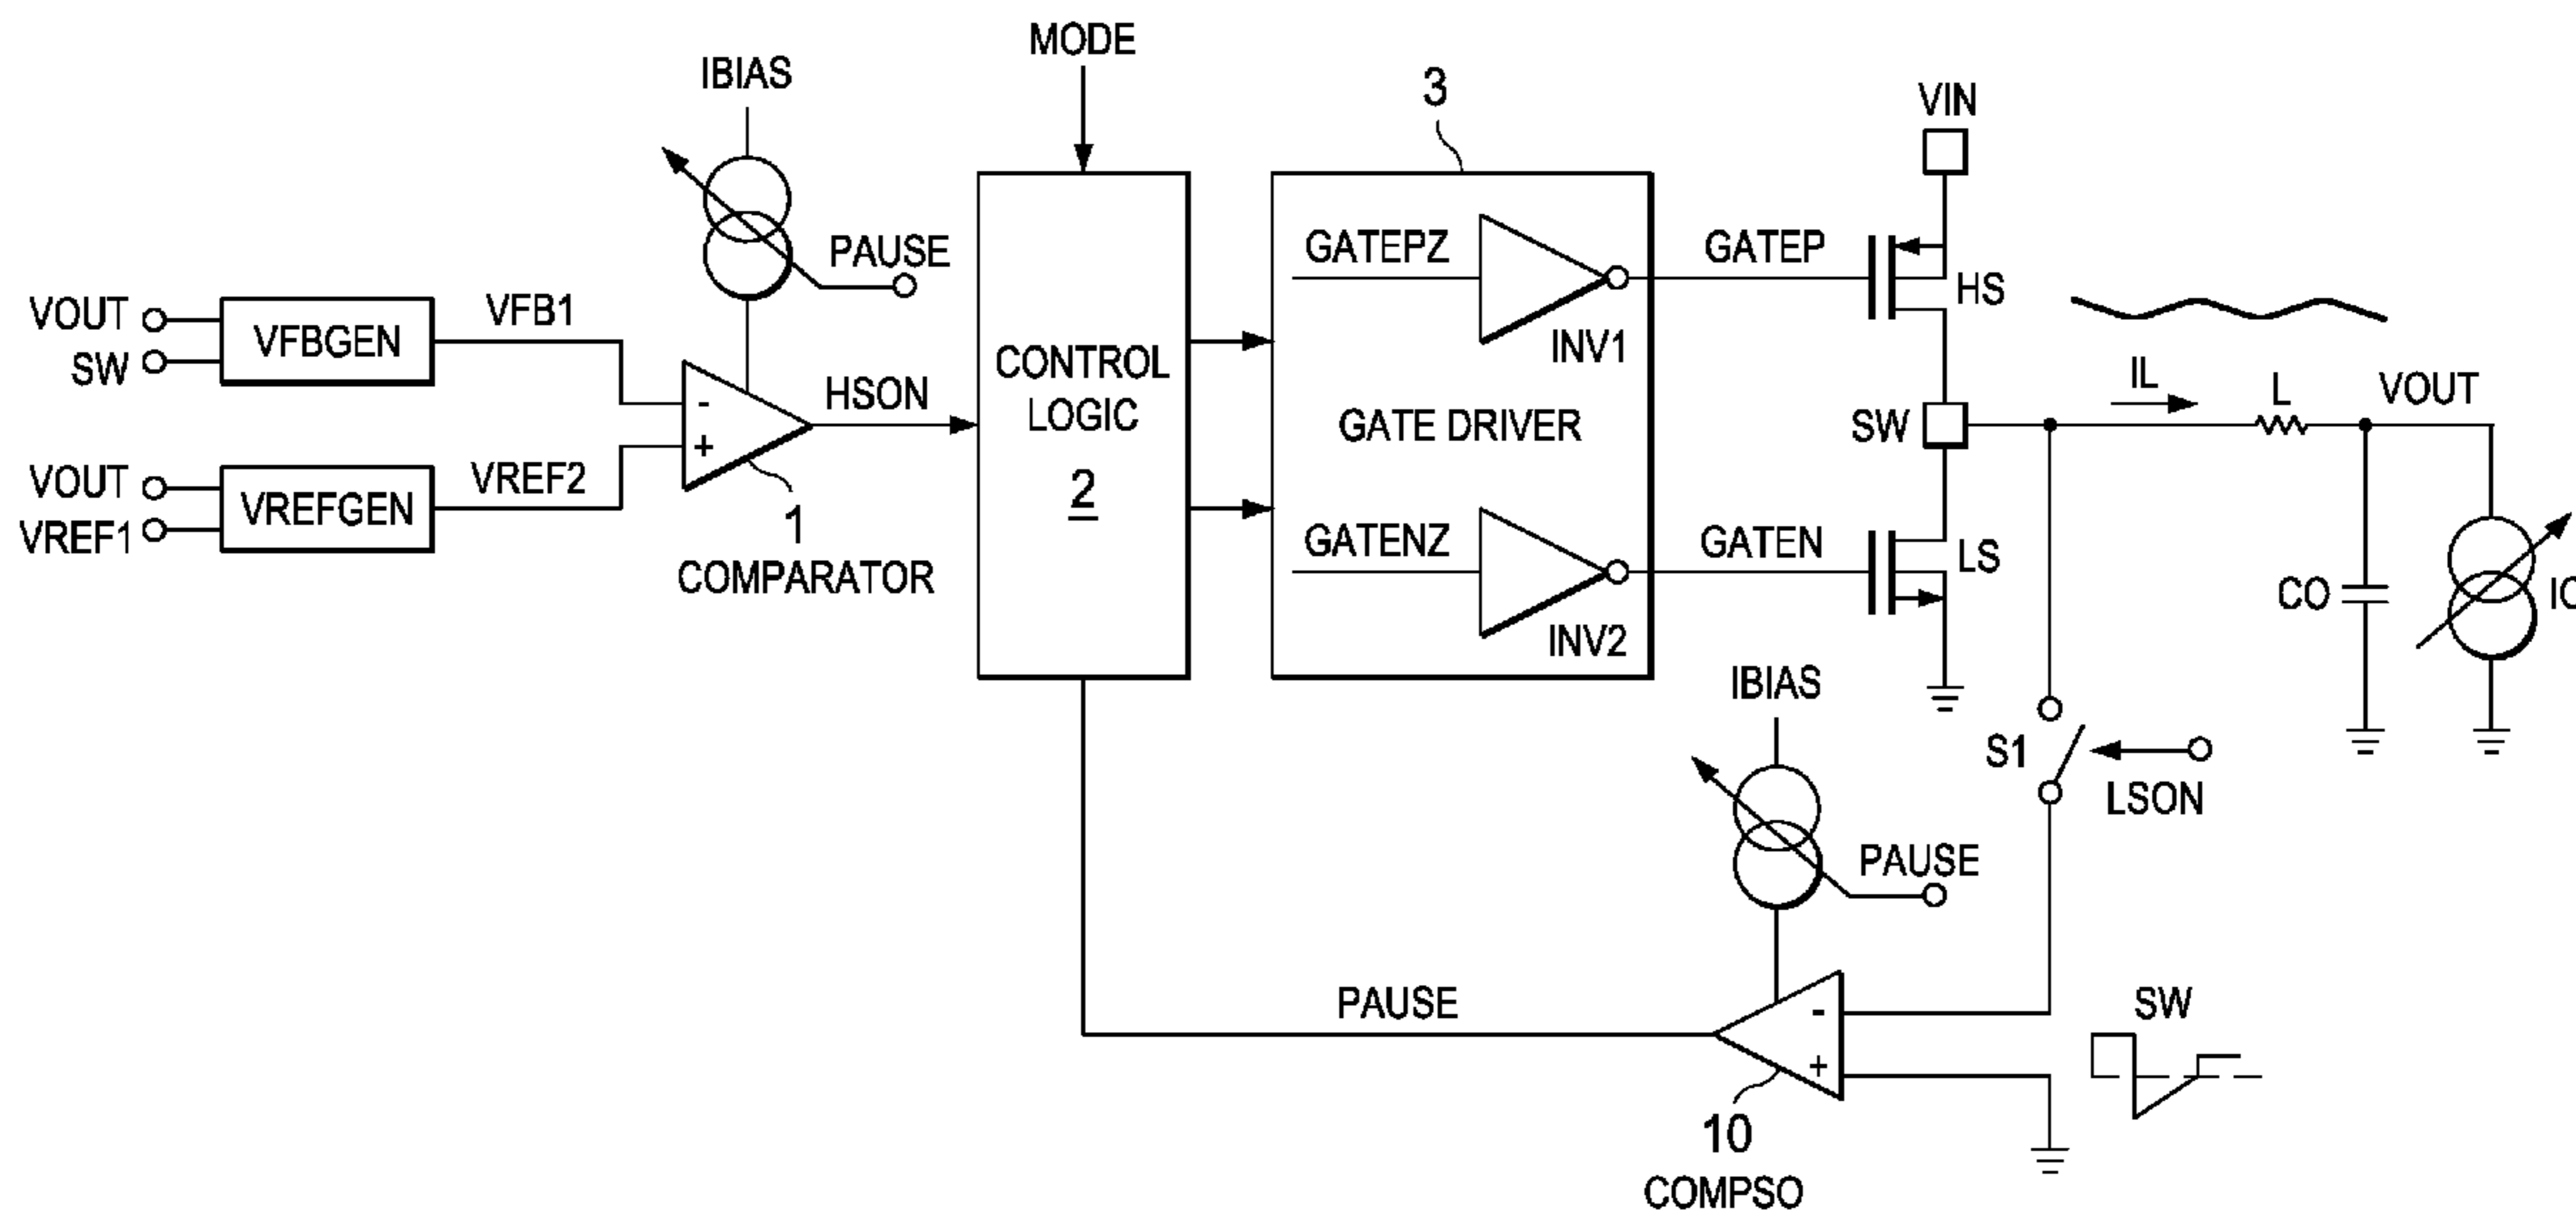 MODE
IBIAS
3
VIN
PAUSE
GATEPZ
GATEP
HS
VOUT
SW
VFBGEN
VFB1
INV1
-
+
HSON
CONTROL
LOGIC
2
GATE DRIVER
SW
IL
L
VOUT
VOUT
VREF1
VREFGEN
VREF2
1
COMPARATOR
GATENZ
GATEN
LS
INV2
CO
IBIAS
S1
LSON
PAUSE
PAUSE
-
+
SW
10
COMPSO